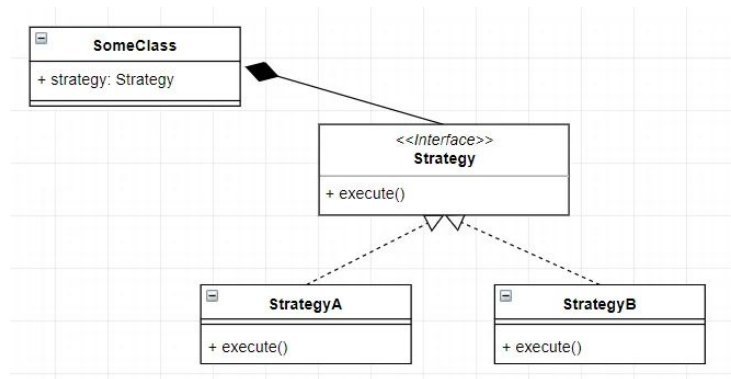 SomeClass
+ strategy: Strategy
<<Interface>>
Strategy
+ execute()
StrategyA
+ execute()
StrategyB
+ execute()